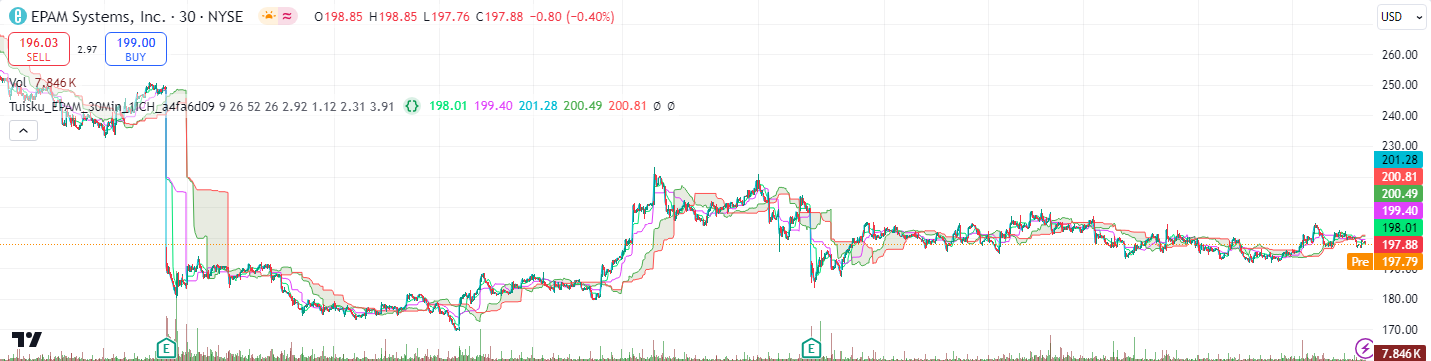 EPAM Systems, Inc. · 30 · NYSE O198.85 H198.85 L197.76 C197.88 −0.80 (−0.40%)
USD
196.03
SELL
2.97
199.00
BUY
Vol 7.846 K
Tuisku_EPAM_30Min_1ICH_a4fa6d09 9 26 52 26 2.92 1.12 2.31 3.91 198.01 199.40 201.28 200.49 200.81 ∅ ∅
260.00
250.00
240.00
230.00
201.28
200.81
200.49
199.40
198.01
197.88
Pre 197.79
190.00
180.00
170.00
7.846 K
E
E